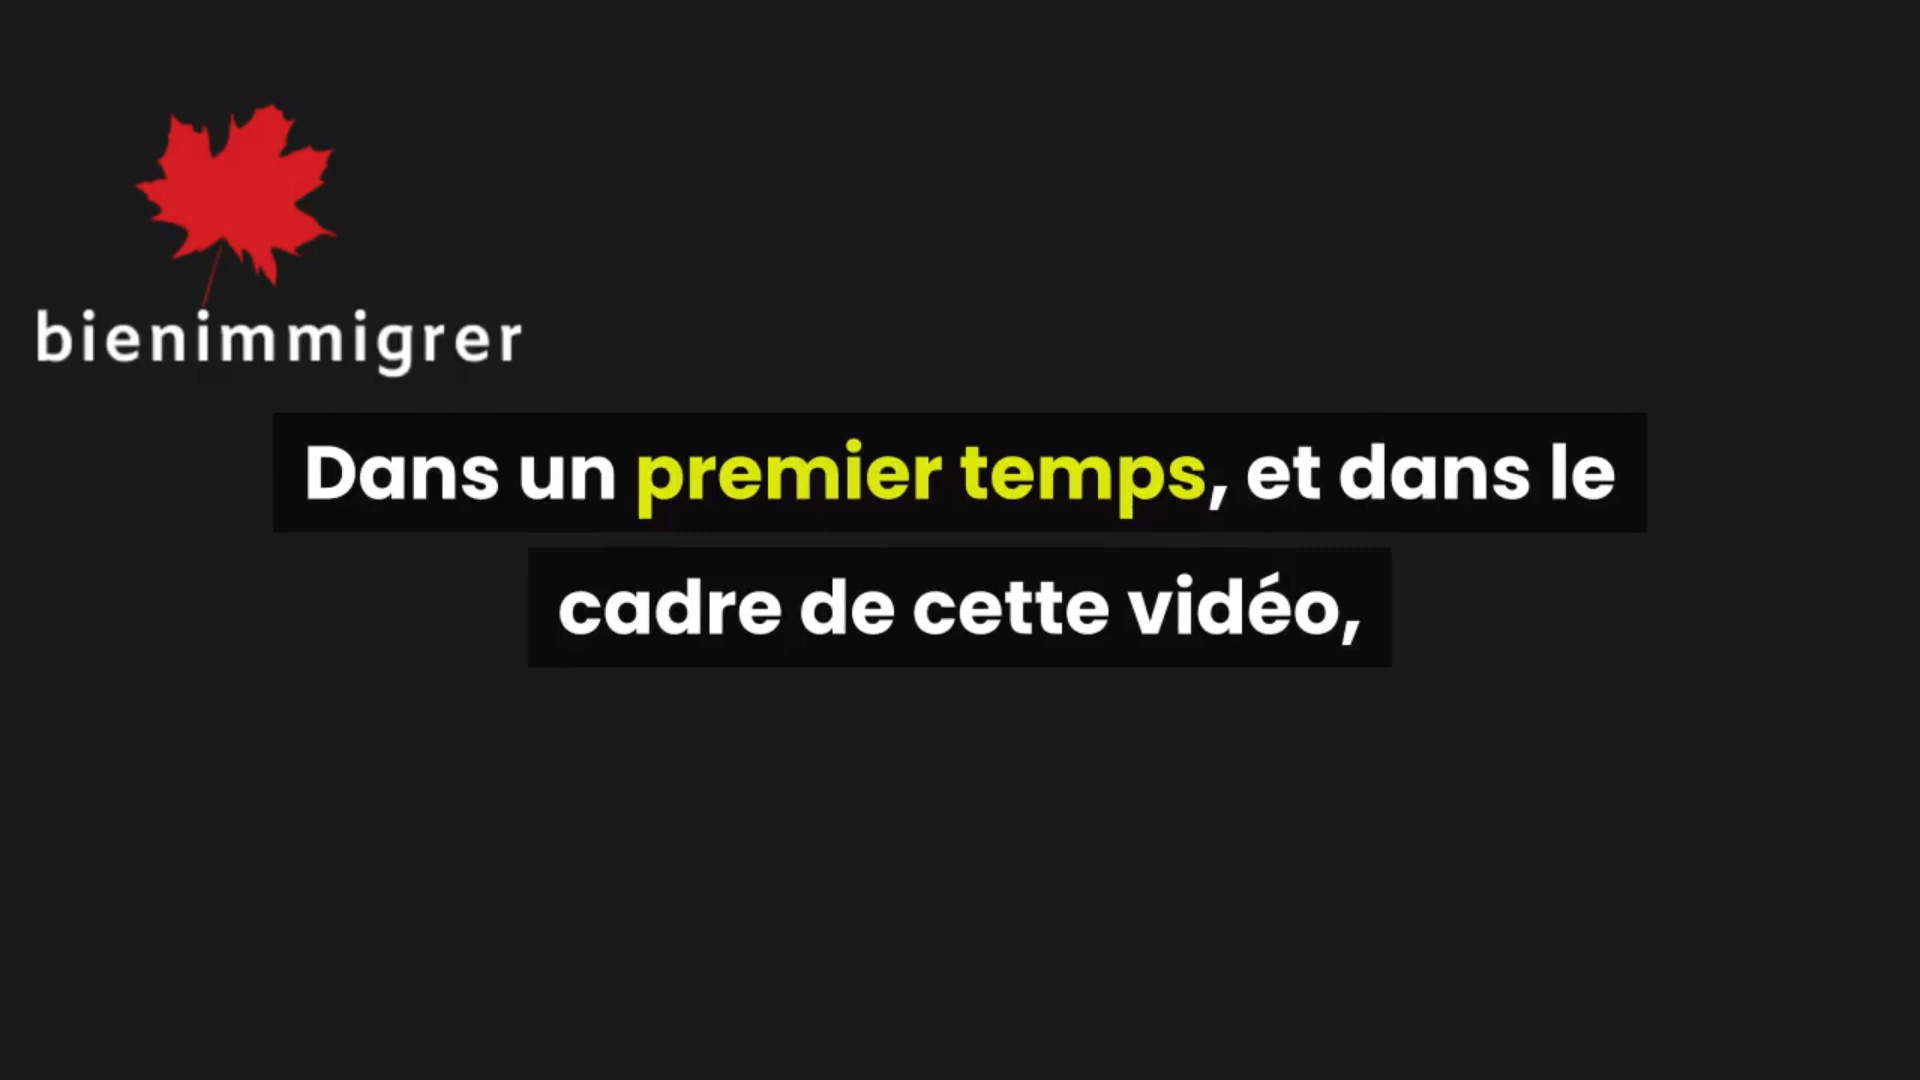 bienimmigrer
Dans un premier temps, et dans le
cadre de cette vidéo,